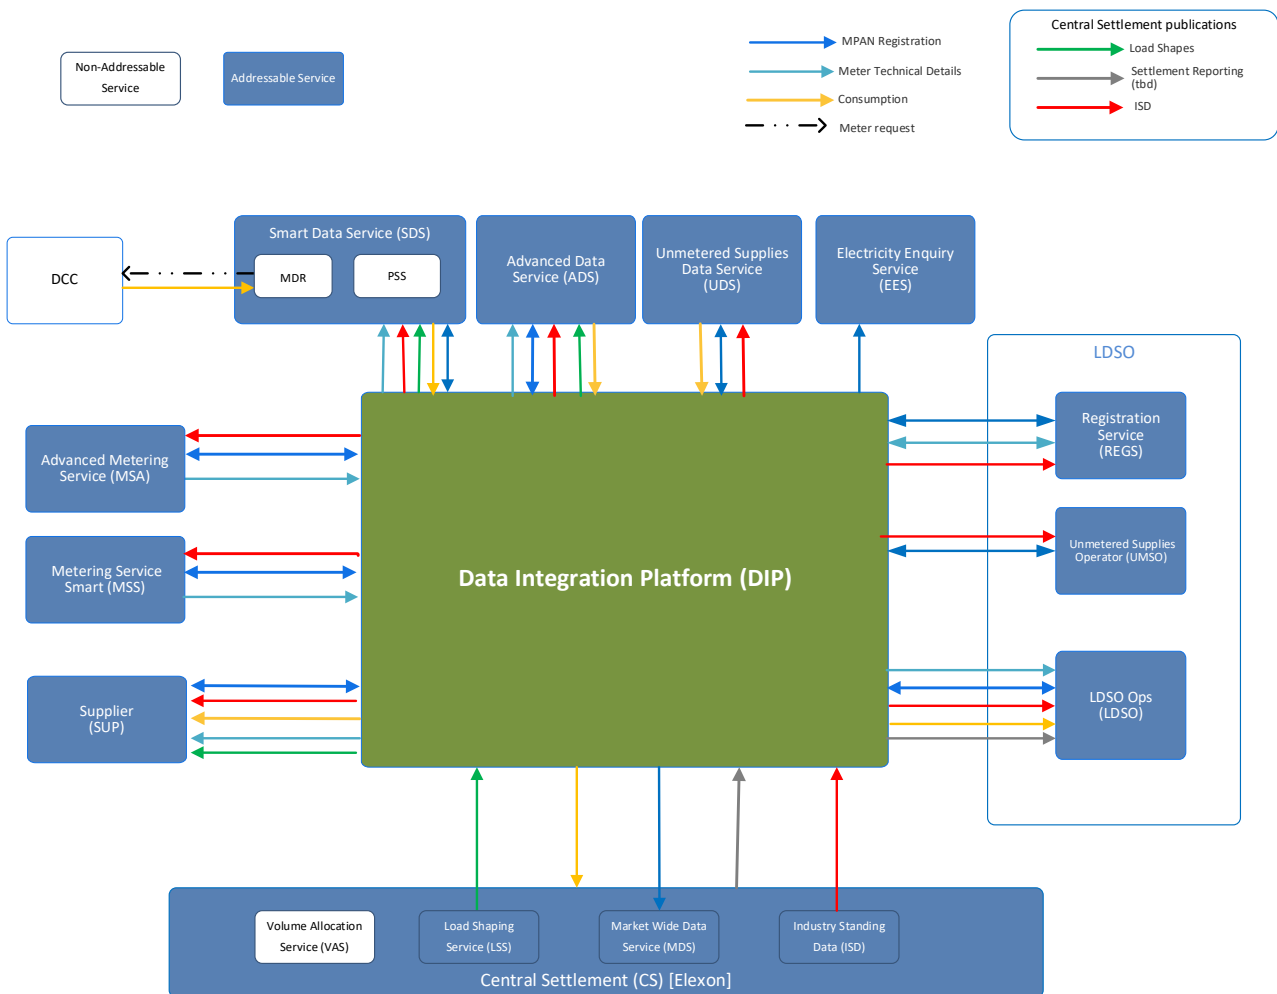 Non-Addressable
Service
Addressable Service
MPAN Registration
Meter Technical Details
Consumption
Meter request
Central Settlement publications
Load Shapes
Settlement Reporting
(tbd)
ISD
DCC
Smart Data Service (SDS)
MDR
PSS
Advanced Data
Service (ADS)
Unmetered Supplies
Data Service
(UDS)
Electricity Enquiry
Service
(EES)
LDSO
Registration
Service
(REGS)
Advanced Metering
Service (MSA)
Unmetered Supplies
Operator (UMSO)
Metering Service
Smart (MSS)
Data Integration Platform (DIP)
Supplier
(SUP)
LDSO Ops
(LDSO)
Volume Allocation
Service (VAS)
Load Shaping
Service (LSS)
Market Wide Data
Service (MDS)
Industry Standing
Data (ISD)
Central Settlement (CS) [Elexon]